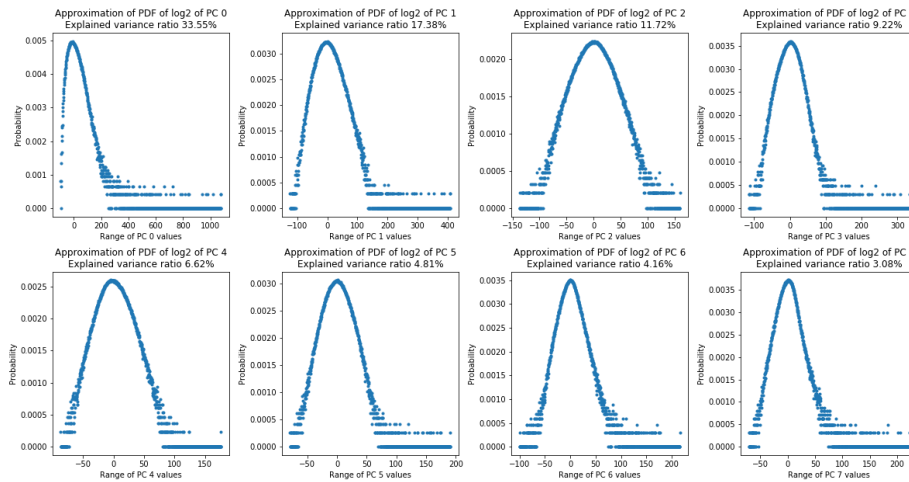 Approximation of PDF of log2 of PC 0
Explained variance ratio 33.55%
0.005
0.004
0.003
0.002
0.001
0.000
Probability
0 200 400 600 800 1000
Range of PC 0 values
Approximation of PDF of log2 of PC 1
Explained variance ratio 17.38%
0.0030
0.0025
0.0020
0.0015
0.0010
0.0005
0.0000
Probability
−100 0 100 200 300 400
Range of PC 1 values
Approximation of PDF of log2 of PC 2
Explained variance ratio 11.72%
0.0020
0.0015
0.0010
0.0005
0.0000
Probability
−150 −100 −50 0 50 100 150
Range of PC 2 values
Approximation of PDF of log2 of PC
Explained variance ratio 9.22%
0.0035
0.0030
0.0025
0.0020
0.0015
0.0010
0.0005
0.0000
Probability
−100 0 100 200 300
Range of PC 3 values
Approximation of PDF of log2 of PC 4
Explained variance ratio 6.62%
0.0025
0.0020
0.0015
0.0010
0.0005
0.0000
Probability
−50 0 50 100 150
Range of PC 4 values
Approximation of PDF of log2 of PC 5
Explained variance ratio 4.81%
0.0030
0.0025
0.0020
0.0015
0.0010
0.0005
0.0000
Probability
−50 0 50 100 150 200
Range of PC 5 values
Approximation of PDF of log2 of PC 6
Explained variance ratio 4.16%
0.0035
0.0030
0.0025
0.0020
0.0015
0.0010
0.0005
0.0000
Probability
−100 −50 0 50 100 150 200
Range of PC 6 values
Approximation of PDF of log2 of PC
Explained variance ratio 3.08%
0.0035
0.0030
0.0025
0.0020
0.0015
0.0010
0.0005
0.0000
Probability
−50 0 50 100 150 200
Range of PC 7 values